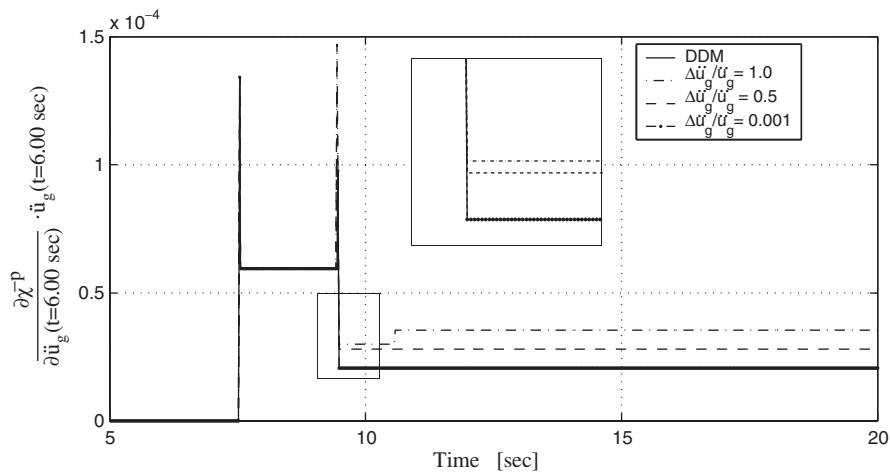 x 10⁻⁴
1.5
1
0.5
0
5
10
15
20
Time [sec]
∂χ̄ᵖ
∂ü_g(t=6.00 sec)
·ü_g(t=6.00 sec)
DDM
Δü_g/ü_g = 1.0
Δü_g/ü_g = 0.5
Δü_g/ü_g = 0.001